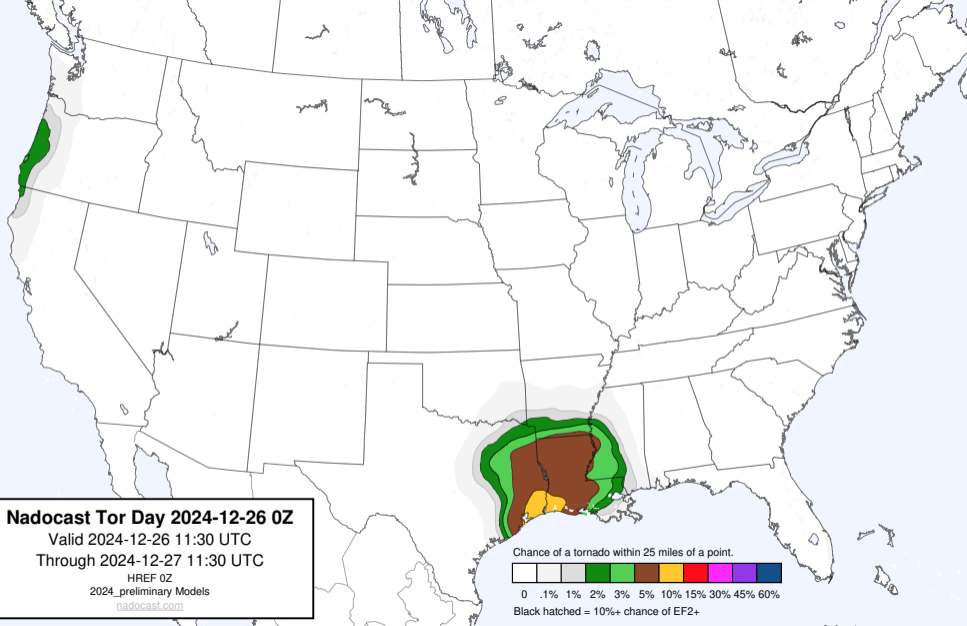 Nadocast Tor Day 2024-12-26 0Z
Valid 2024-12-26 11:30 UTC
Through 2024-12-27 11:30 UTC
HREF 0Z
2024_preliminary Models
nadocast.com
Chance of a tornado within 25 miles of a point.
0 .1% 1% 2% 3% 5% 10% 15% 30% 45% 60%
Black hatched = 10%+ chance of EF2+